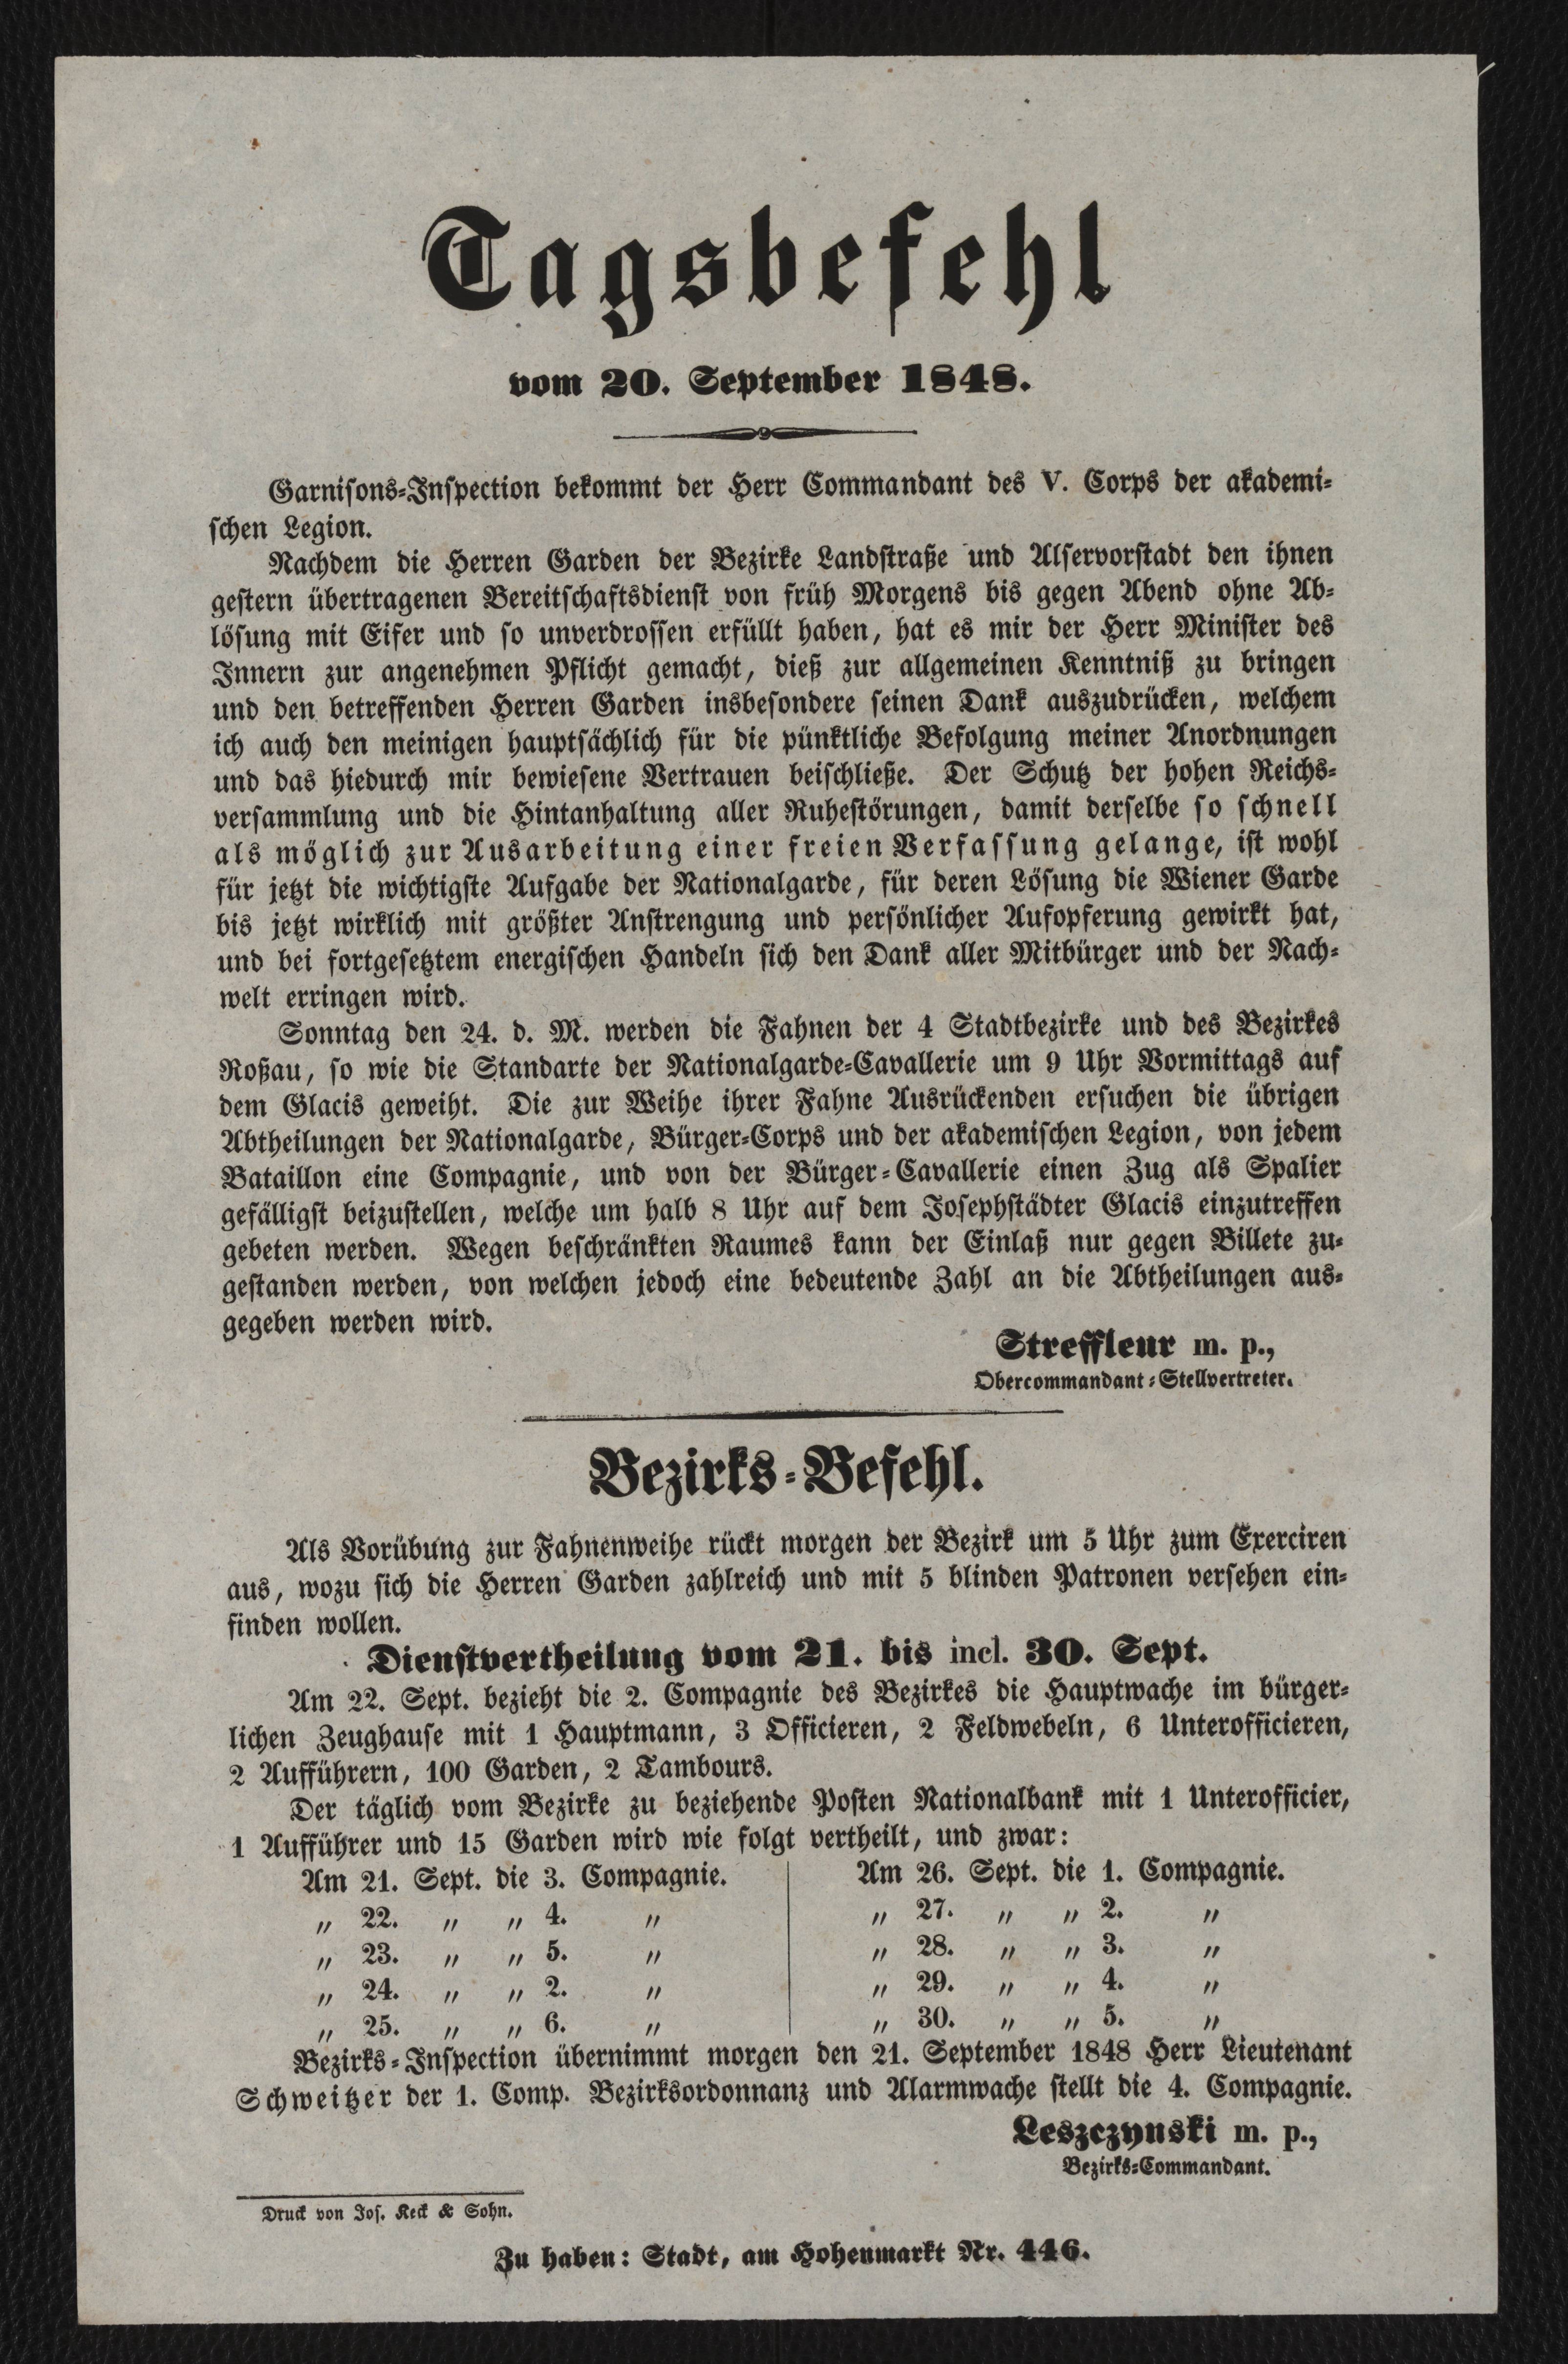 Tagsbefehl
vom 20. September 1848.
Garnisons-Inspection bekommt der Herr Commandant des V. Corps der akademi-
schen Legion.
Nachdem die Herren Garden der Bezirke Landstraße und Alservorstadt den ihnen
gestern übertragenen Bereitschaftsdienst von früh Morgens bis gegen Abend ohne Ab-
lösung mit Eifer und so unverdrossen erfüllt haben, hat es mir der Herr Minister des
Innern zur angenehmen Pflicht gemacht, dieß zur allgemeinen Kenntniß zu bringen
und den betreffenden Herren Garden insbesondere seinen Dank auszudrücken, welchem
ich auch den meinigen hauptsächlich für die pünktliche Befolgung meiner Anordnungen
und das hiedurch mir bewiesene Vertrauen beischließe. Der Schutz der hohen Reichs-
versammlung und die Hintanhaltung aller Ruhestörungen, damit derselbe so schnell
als möglich zur Ausarbeitung einer freien Verfassung gelange, ist wohl
für jetzt die wichtigste Aufgabe der Nationalgarde, für deren Lösung die Wiener Garde
bis jetzt wirklich mit größter Anstrengung und persönlicher Aufopferung gewirkt hat,
und bei fortgesetztem energischen Handeln sich den Dank aller Mitbürger und der Nach-
welt erringen wird.
Sonntag den 24. d. M. werden die Fahnen der 4 Stadtbezirke und des Bezirkes
Roßau, so wie die Standarte der Nationalgarde-Cavallerie um 9 Uhr Vormittags auf
dem Glacis geweiht. Die zur Weihe ihrer Fahne Ausrückenden ersuchen die übrigen
Abtheilungen der Nationalgarde, Bürger-Corps und der akademischen Legion, von jedem
Bataillon eine Compagnie, und von der Bürger-Cavallerie einen Zug als Spalier
gefälligst beizustellen, welche um halb 8 Uhr auf dem Josephstädter Glacis einzutreffen
gebeten werden. Wegen beschränkten Raumes kann der Einlaß nur gegen Billete zu-
gestanden werden, von welchen jedoch eine bedeutende Zahl an die Abtheilungen aus-
gegeben werden wird.
Streffleur m. p.,
Obercommandant-Stellvertreter.
Bezirks-Befehl.
Als Vorübung zur Fahnenweihe rückt morgen der Bezirk um 5 Uhr zum Exerciren
aus, wozu sich die Herren Garden zahlreich und mit 5 blinden Patronen versehen ein-
finden wollen.
Dienstvertheilung vom 21. bis incl. 30. Sept.
Am 22. Sept. bezieht die 2. Compagnie des Bezirkes die Hauptwache im bürger-
lichen Zeughause mit 1 Hauptmann, 3 Officieren, 2 Feldwebeln, 6 Unterofficieren,
2 Aufführern, 100 Garden, 2 Tambours.
Der täglich vom Bezirke zu beziehende Posten Nationalbank mit 1 Unterofficier,
1 Aufführer und 15 Garden wird wie folgt vertheilt, und zwar:
Am 21. Sept. die 3. Compagnie.
„ 22. „ „ 4. „
„ 23. „ „ 5. „
„ 24. „ „ 2. „
„ 25. „ „ 6. „
Am 26. Sept. die 1. Compagnie.
„ 27. „ „ 2. „
„ 28. „ „ 3. „
„ 29. „ „ 4. „
„ 30. „ „ 5. „
Bezirks-Inspection übernimmt morgen den 21. September 1848 Herr Lieutenant
Schweitzer der 1. Comp. Bezirksordonnanz und Alarmwache stellt die 4. Compagnie.
Leszczynski m. p.,
Bezirks-Commandant.
Druck von Jos. Keck & Sohn.
Zu haben: Stadt, am Hohenmarkt Nr. 446.